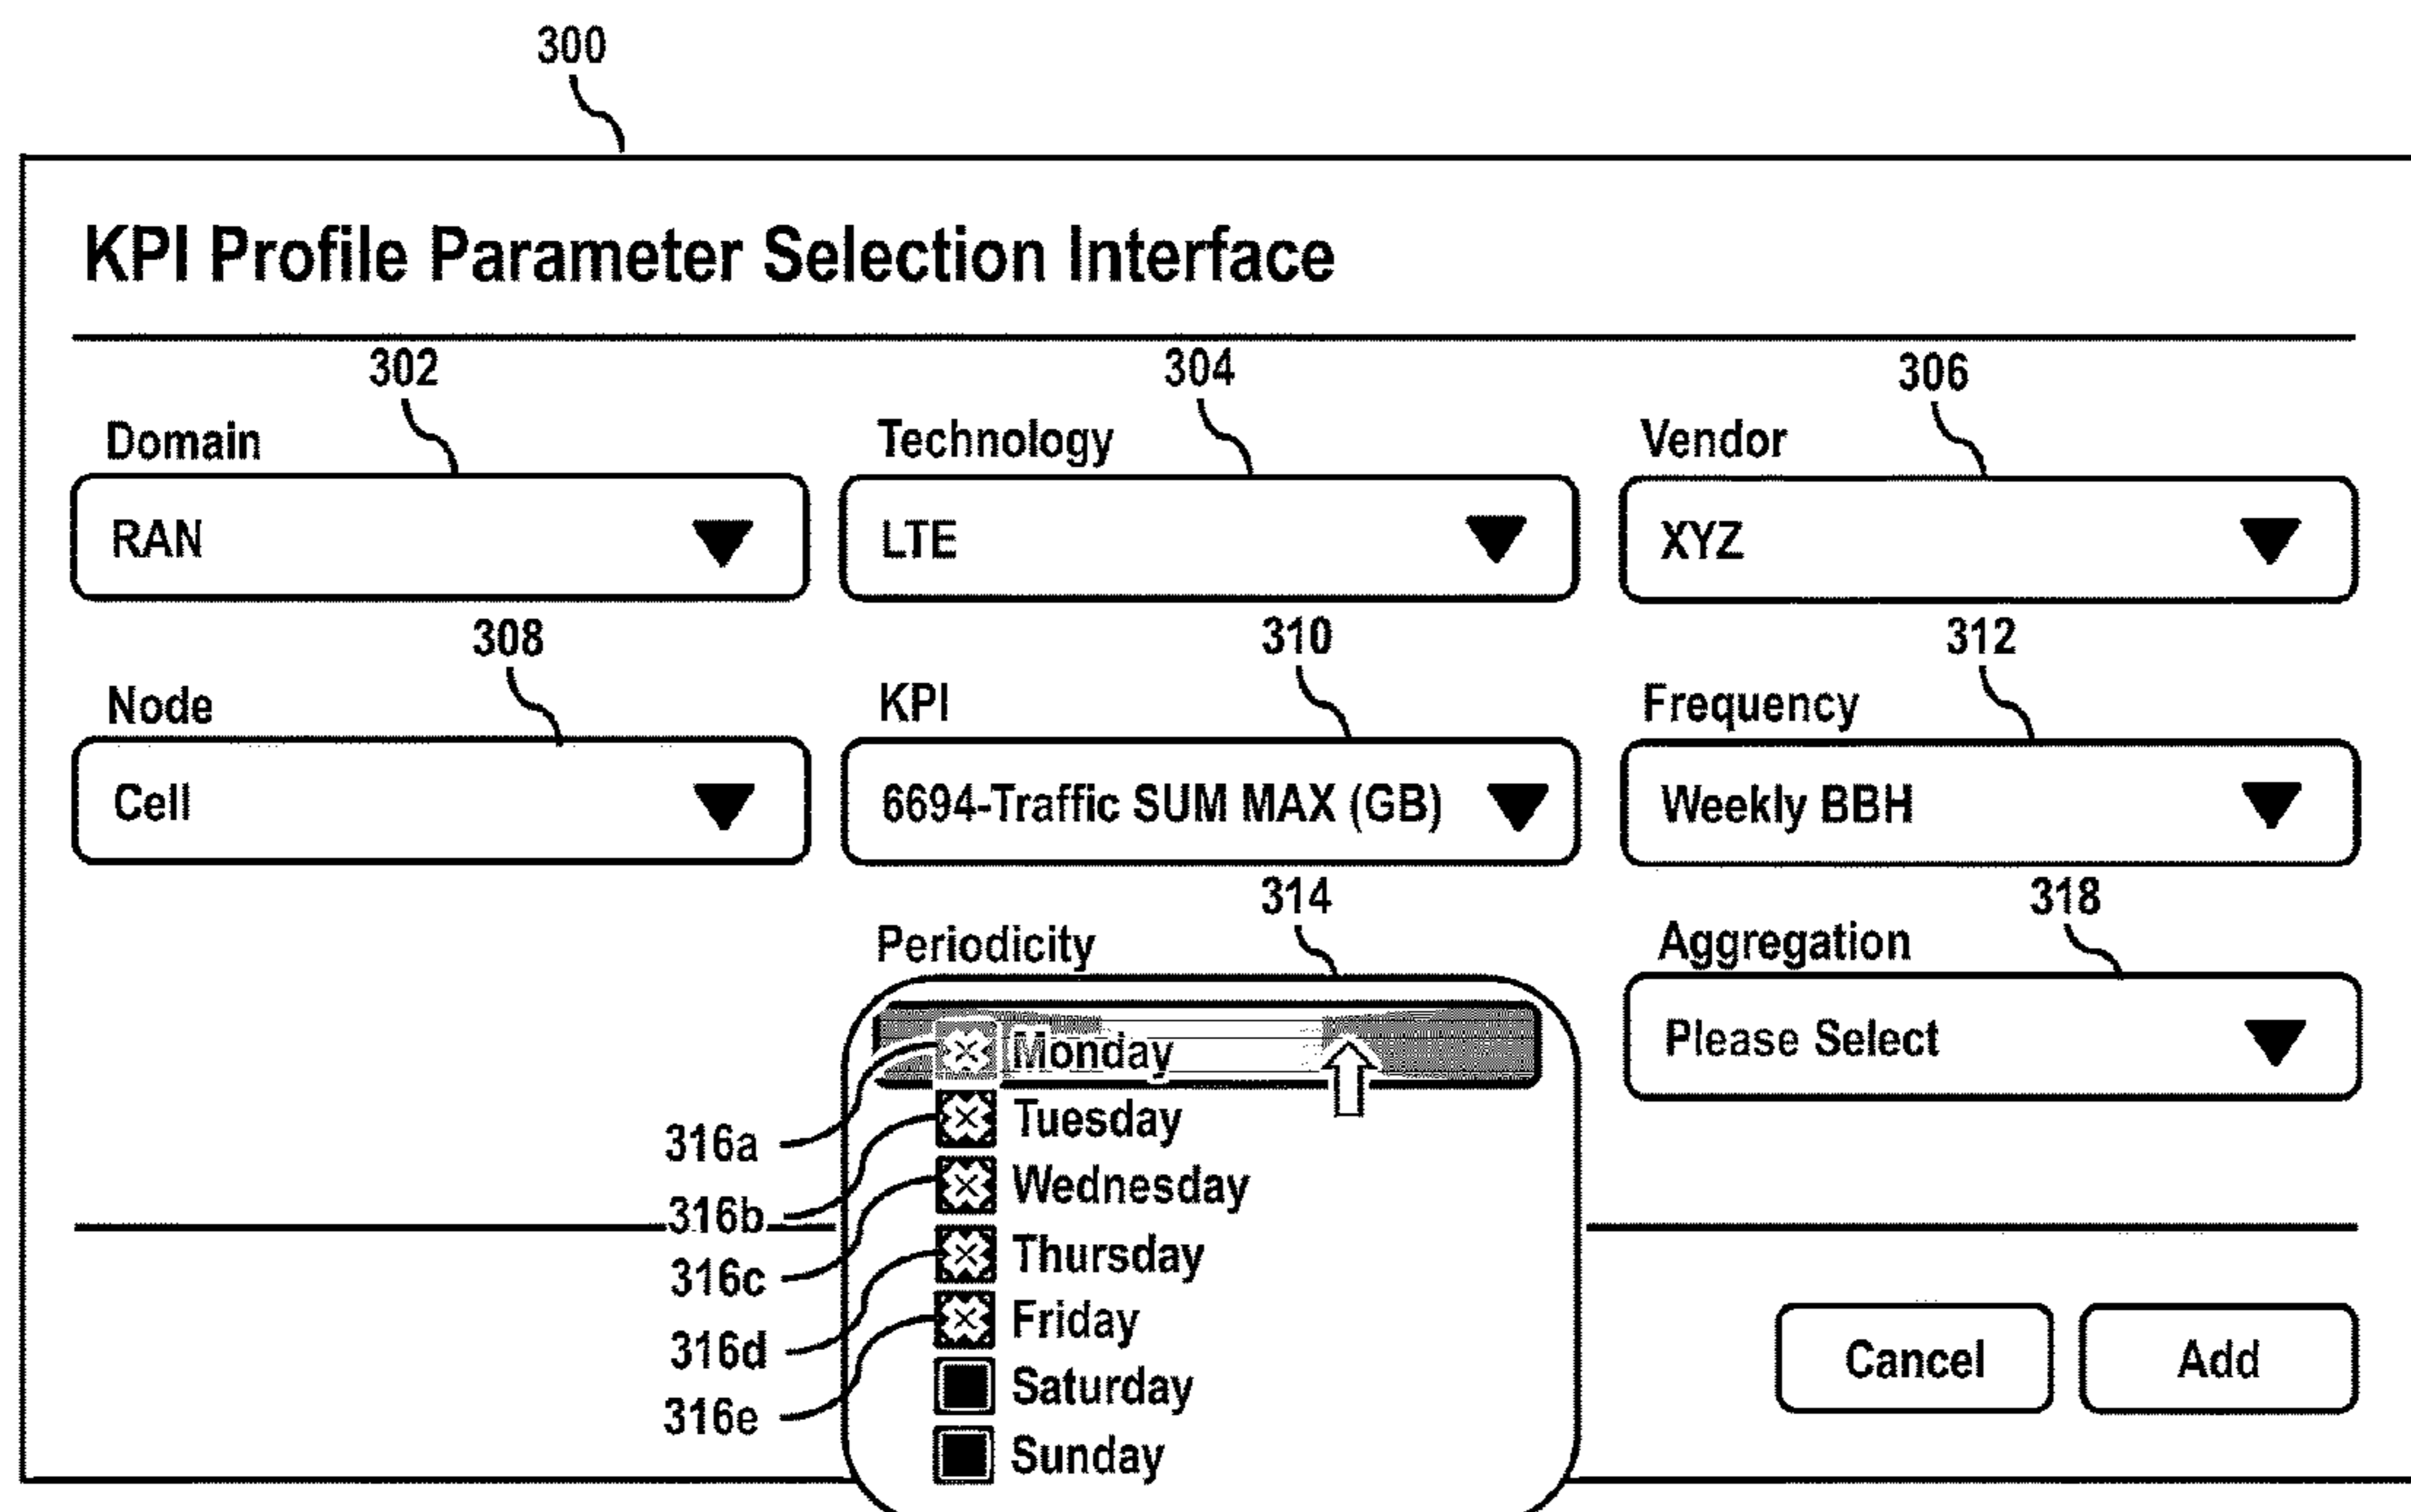 300
KPI Profile Parameter Selection Interface
302 304 306
Domain Technology Vendor
RAN LTE XYZ
308 310 312
Node KPI Frequency
Cell 6694-Traffic SUM MAX (GB) Weekly BBH
314 318
Periodicity Aggregation
Monday Please Select
316a Tuesday
316b Wednesday
316c Thursday
316d Friday
316e Saturday
Sunday
Cancel Add